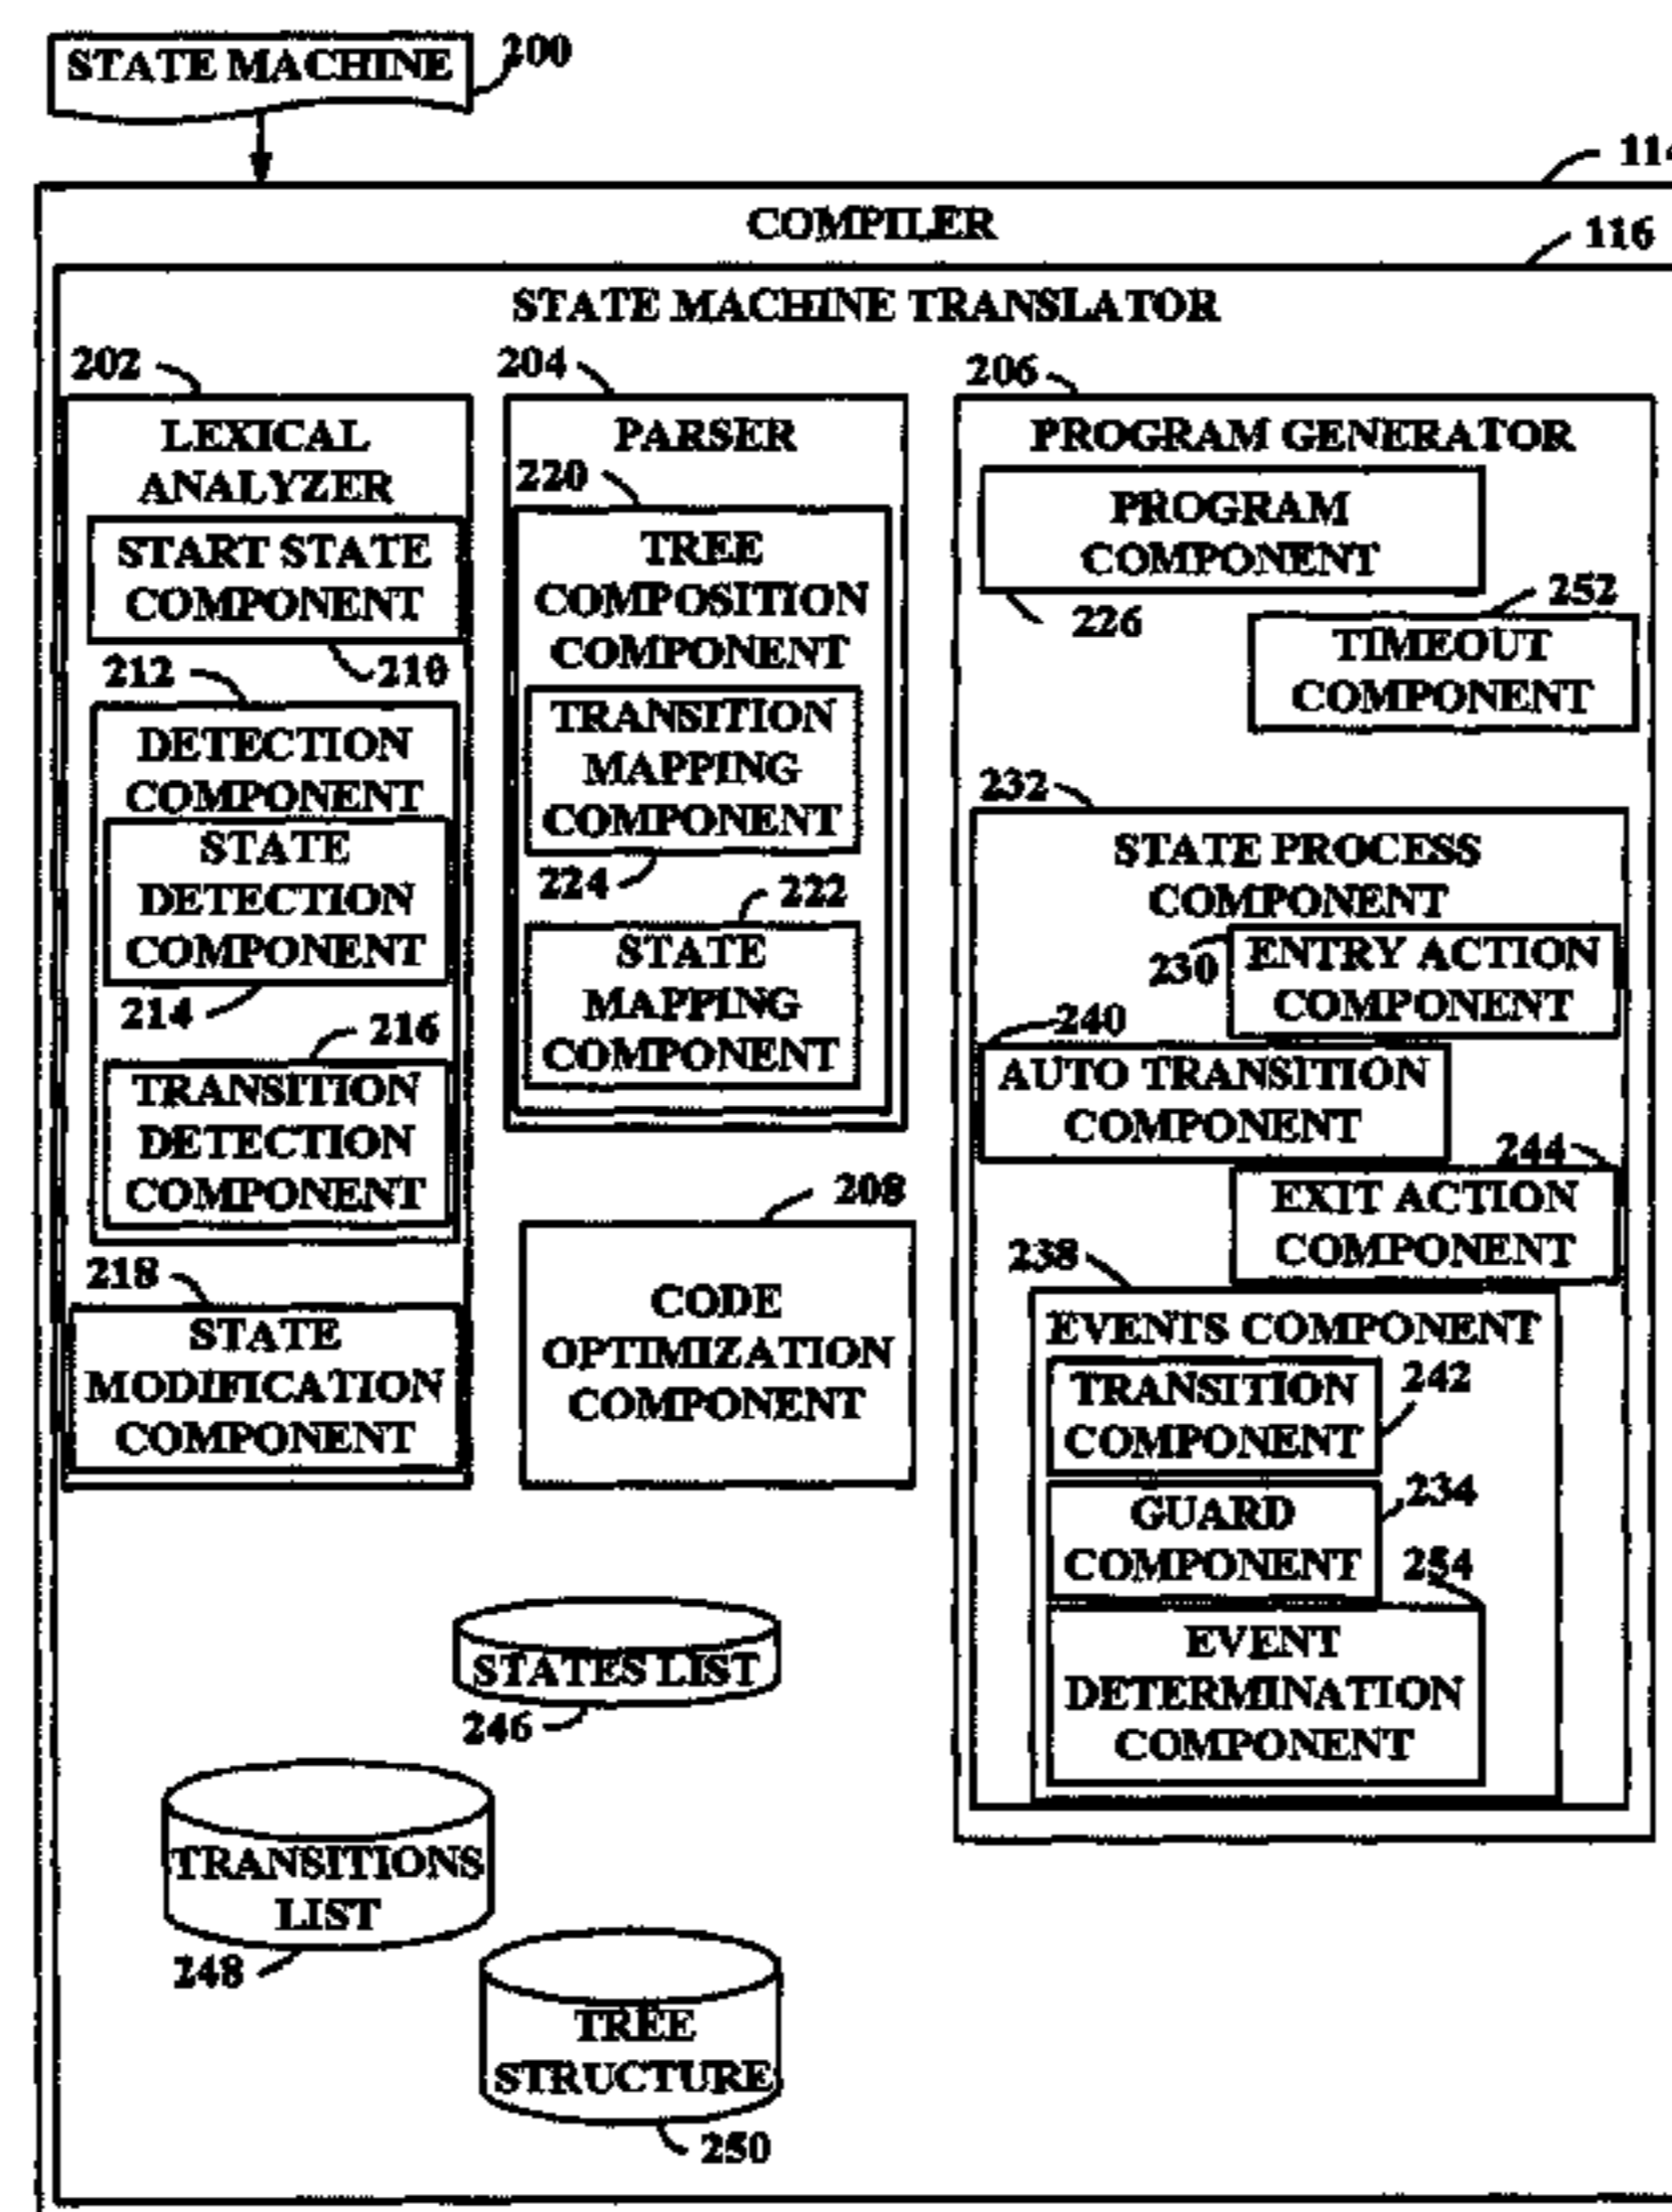 STATE MACHINE
200
114
COMPILER
116
STATE MACHINE TRANSLATOR
202
LEXICAL
ANALYZER
START STATE
COMPONENT
210
212
DETECTION
COMPONENT
STATE
DETECTION
COMPONENT
214
216
TRANSITION
DETECTION
COMPONENT
218
STATE
MODIFICATION
COMPONENT
204
PARSER
220
TREE
COMPOSITION
COMPONENT
TRANSITION
MAPPING
COMPONENT
224
222
STATE
MAPPING
COMPONENT
208
CODE
OPTIMIZATION
COMPONENT
206
PROGRAM GENERATOR
PROGRAM
COMPONENT
226
252
TIMEOUT
COMPONENT
232
STATE PROCESS
COMPONENT
230
ENTRY ACTION
COMPONENT
240
AUTO TRANSITION
COMPONENT
244
EXIT ACTION
COMPONENT
238
EVENTS COMPONENT
TRANSITION
COMPONENT
242
GUARD
COMPONENT
234
254
EVENT
DETERMINATION
COMPONENT
STATES LIST
246
TRANSITIONS
LIST
248
TREE
STRUCTURE
250